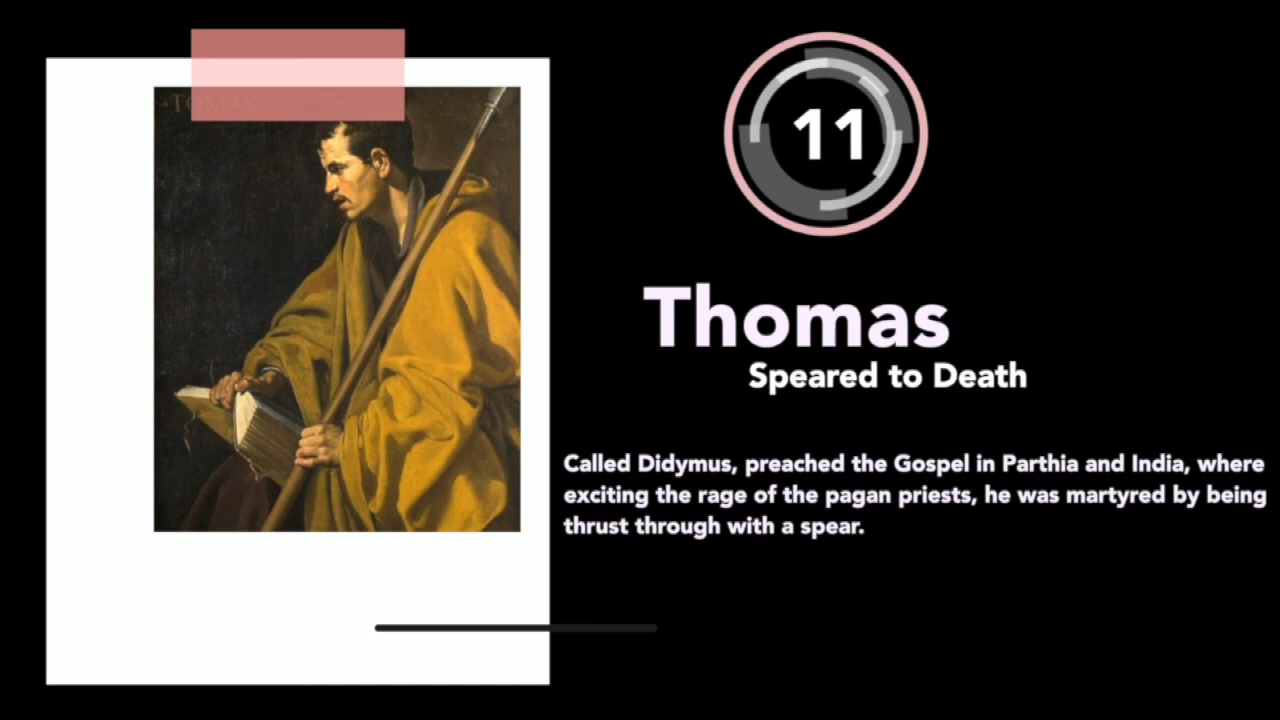 11
Thomas
Speared to Death
Called Didymus, preached the Gospel in Parthia and India, where
exciting the rage of the pagan priests, he was martyred by being
thrust through with a spear.